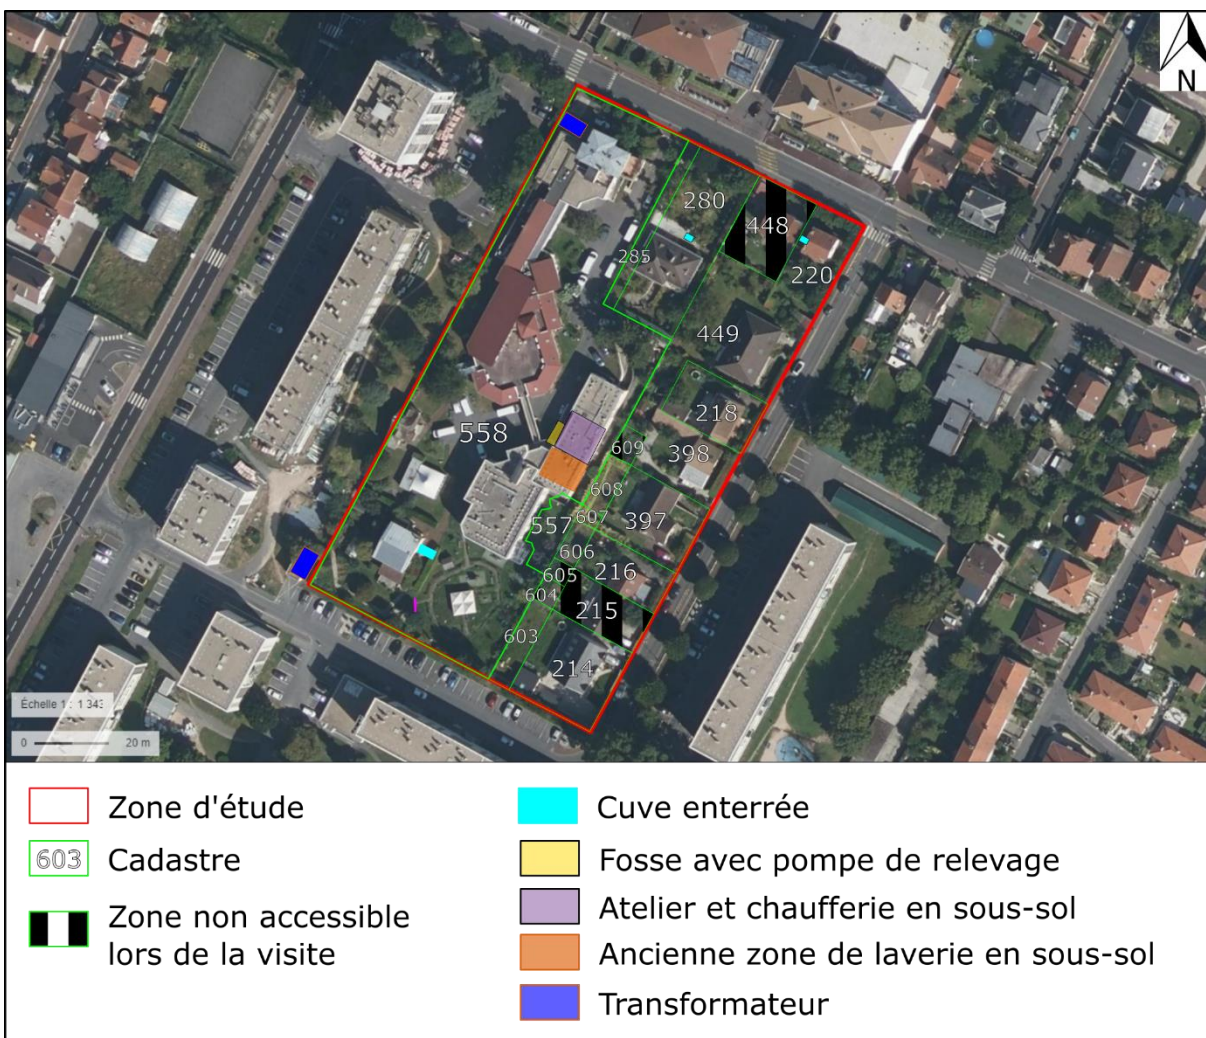 N
280
448
285
220
449
218
558
609
398
608
397
557
607
606
216
605
604
215
603
214
Échelle 1 : 1 343
0 20 m
Zone d'étude
603 Cadastre
Zone non accessible
lors de la visite
Cuve enterrée
Fosse avec pompe de relevage
Atelier et chaufferie en sous-sol
Ancienne zone de laverie en sous-sol
Transformateur